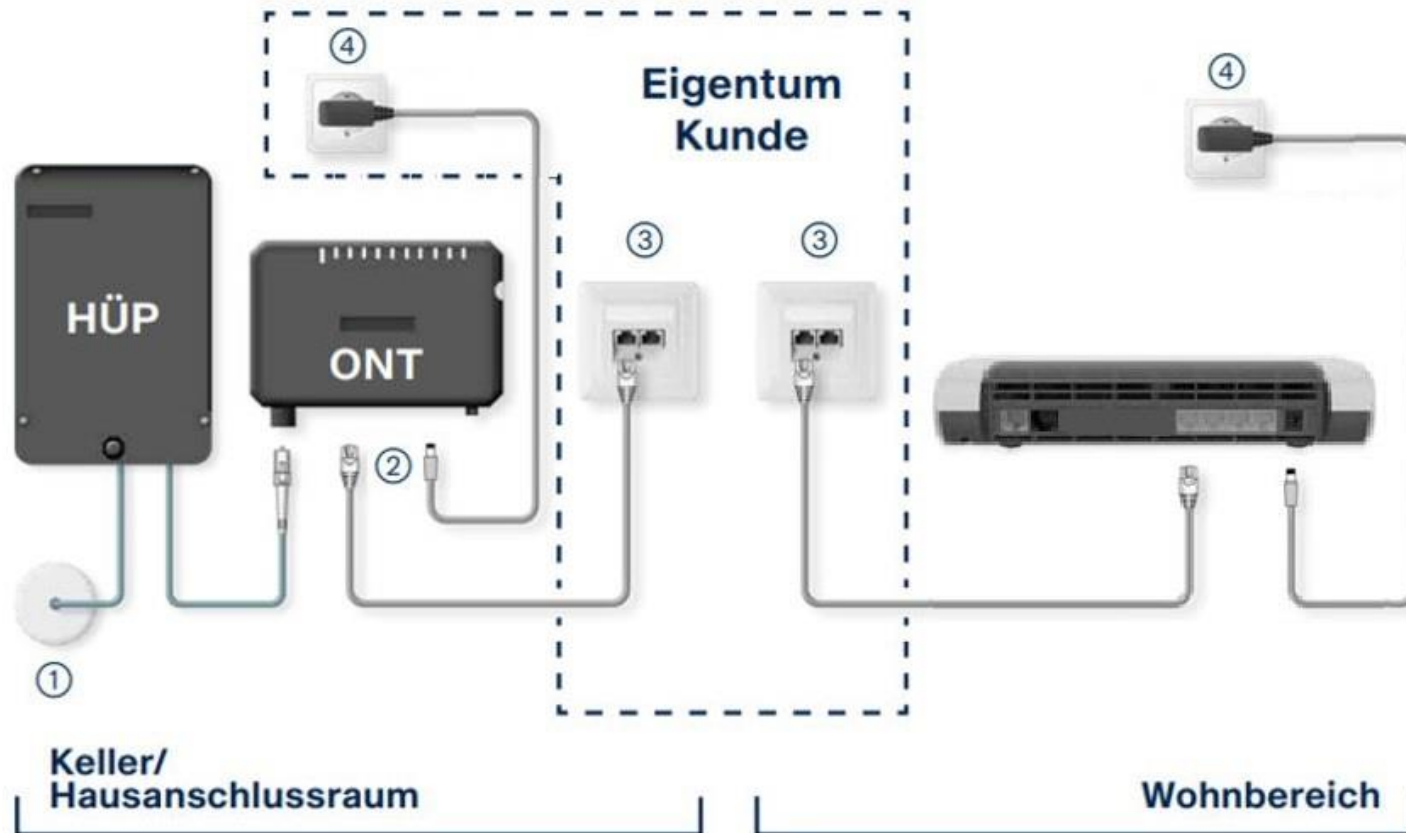 ④
Eigentum
Kunde
④
③
③
HÜP
ONT
②
①
Keller/
Hausanschlussraum
Wohnbereich